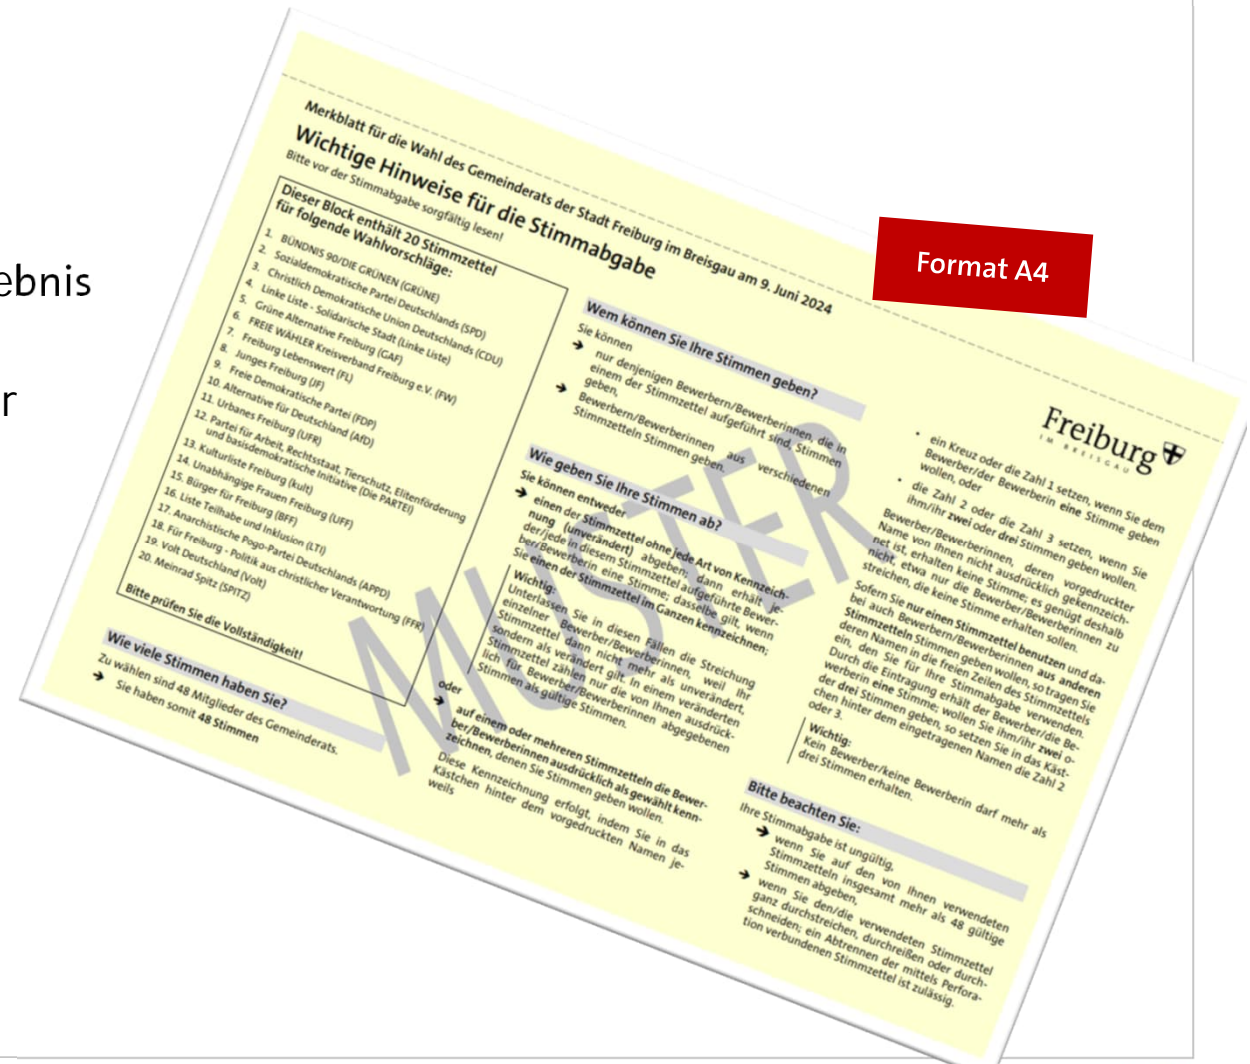 ebnis
r
Format A4
Merkblatt für die Wahl des Gemeinderats der Stadt Freiburg im Breisgau am 9. Juni 2024
Wichtige Hinweise für die Stimmabgabe
Bitte vor der Stimmabgabe sorgfältig lesen!
Dieser Block enthält 20 Stimmzettel
für folgende Wahlvorschläge:
1. BÜNDNIS 90/DIE GRÜNEN (GRÜNE)
2. Sozialdemokratische Partei Deutschlands (SPD)
3. Christlich Demokratische Union Deutschlands (CDU)
4. Linke Liste - Solidarische Stadt (Linke Liste)
5. Grüne Alternative Freiburg (GAF)
6. FREIE WÄHLER Kreisverband Freiburg e.V. (FW)
7. Freiburg Lebenswert (FL)
8. Junges Freiburg (JF)
9. Freie Demokratische Partei (FDP)
10. Alternative für Deutschland (AfD)
11. Urbanes Freiburg (UFR)
12. Partei für Arbeit, Rechtsstaat, Tierschutz, Elitenförderung
und basisdemokratische Initiative (Die PARTEI)
13. Kulturliste Freiburg (kult)
14. Unabhängige Frauen Freiburg (UFF)
15. Bürger für Freiburg (BFF)
16. Liste Teilhabe und Inklusion (LTI)
17. Anarchistische Pogo-Partei Deutschlands (APPD)
18. Für Freiburg - Politik aus christlicher Verantwortung (FFR)
19. Volt Deutschland (Volt)
20. Meinrad Spitz (SPITZ)
Bitte prüfen Sie die Vollständigkeit!
Wie viele Stimmen haben Sie?
Zu wählen sind 48 Mitglieder des Gemeinderats.
➔ Sie haben somit 48 Stimmen
Wem können Sie Ihre Stimmen geben?
Sie können
➔ nur denjenigen Bewerbern/Bewerberinnen, die in
einem der Stimmzettel aufgeführt sind, Stimmen
geben,
➔ Bewerbern/Bewerberinnen aus verschiedenen
Stimmzetteln Stimmen geben.
Wie geben Sie Ihre Stimmen ab?
Sie können entweder
➔ einen der Stimmzettel ohne jede Art von Kennzeich-
nung (unverändert) abgeben; dann erhält je-
der/jede in diesem Stimmzettel aufgeführte Bewer-
ber/Bewerberin eine Stimme; dasselbe gilt, wenn
Sie einen der Stimmzettel im Ganzen kennzeichnen;
Wichtig:
Unterlassen Sie in diesen Fällen die Streichung
einzelner Bewerber/Bewerberinnen, weil Ihr
Stimmzettel dann nicht mehr als unverändert,
sondern als verändert gilt. In einem veränderten
Stimmzettel zählen nur die von Ihnen ausdrück-
lich für Bewerber/Bewerberinnen abgegebenen
Stimmen als gültige Stimmen.
oder
➔ auf einem oder mehreren Stimmzetteln die Bewer-
ber/Bewerberinnen ausdrücklich als gewählt kenn-
zeichnen, denen Sie Stimmen geben wollen.
Diese Kennzeichnung erfolgt, indem Sie in das
Kästchen hinter dem vorgedruckten Namen je-
weils
Freiburg
IM BREISGAU
• ein Kreuz oder die Zahl 1 setzen, wenn Sie dem
Bewerber/der Bewerberin eine Stimme geben
wollen, oder
• die Zahl 2 oder die Zahl 3 setzen, wenn Sie
ihm/ihr zwei oder drei Stimmen geben wollen.
Bewerber/Bewerberinnen, deren vorgedruckter
Name von Ihnen nicht ausdrücklich gekennzeich-
net ist, erhalten keine Stimme; es genügt deshalb
nicht, etwa nur die Bewerber/Bewerberinnen zu
streichen, die keine Stimme erhalten sollen.
Sofern Sie nur einen Stimmzettel benutzen und da-
bei auch Bewerbern/Bewerberinnen aus anderen
Stimmzetteln Stimmen geben wollen, so tragen Sie
deren Namen in die freien Zeilen des Stimmzettels
ein, den Sie für Ihre Stimmabgabe verwenden.
Durch die Eintragung erhält der Bewerber/die Be-
werberin eine Stimme; wollen Sie ihm/ihr zwei o-
der drei Stimmen geben, so setzen Sie in das Käst-
chen hinter dem eingetragenen Namen die Zahl 2
oder 3.
Wichtig:
Kein Bewerber/keine Bewerberin darf mehr als
drei Stimmen erhalten.
Bitte beachten Sie:
Ihre Stimmabgabe ist ungültig,
➔ wenn Sie auf den von Ihnen verwendeten
Stimmzetteln insgesamt mehr als 48 gültige
Stimmen abgeben,
➔ wenn Sie den/die verwendeten Stimmzettel
ganz durchstreichen, durchreißen oder durch-
schneiden; ein Abtrennen der mittels Perfora-
tion verbundenen Stimmzettel ist zulässig.
MUSTER